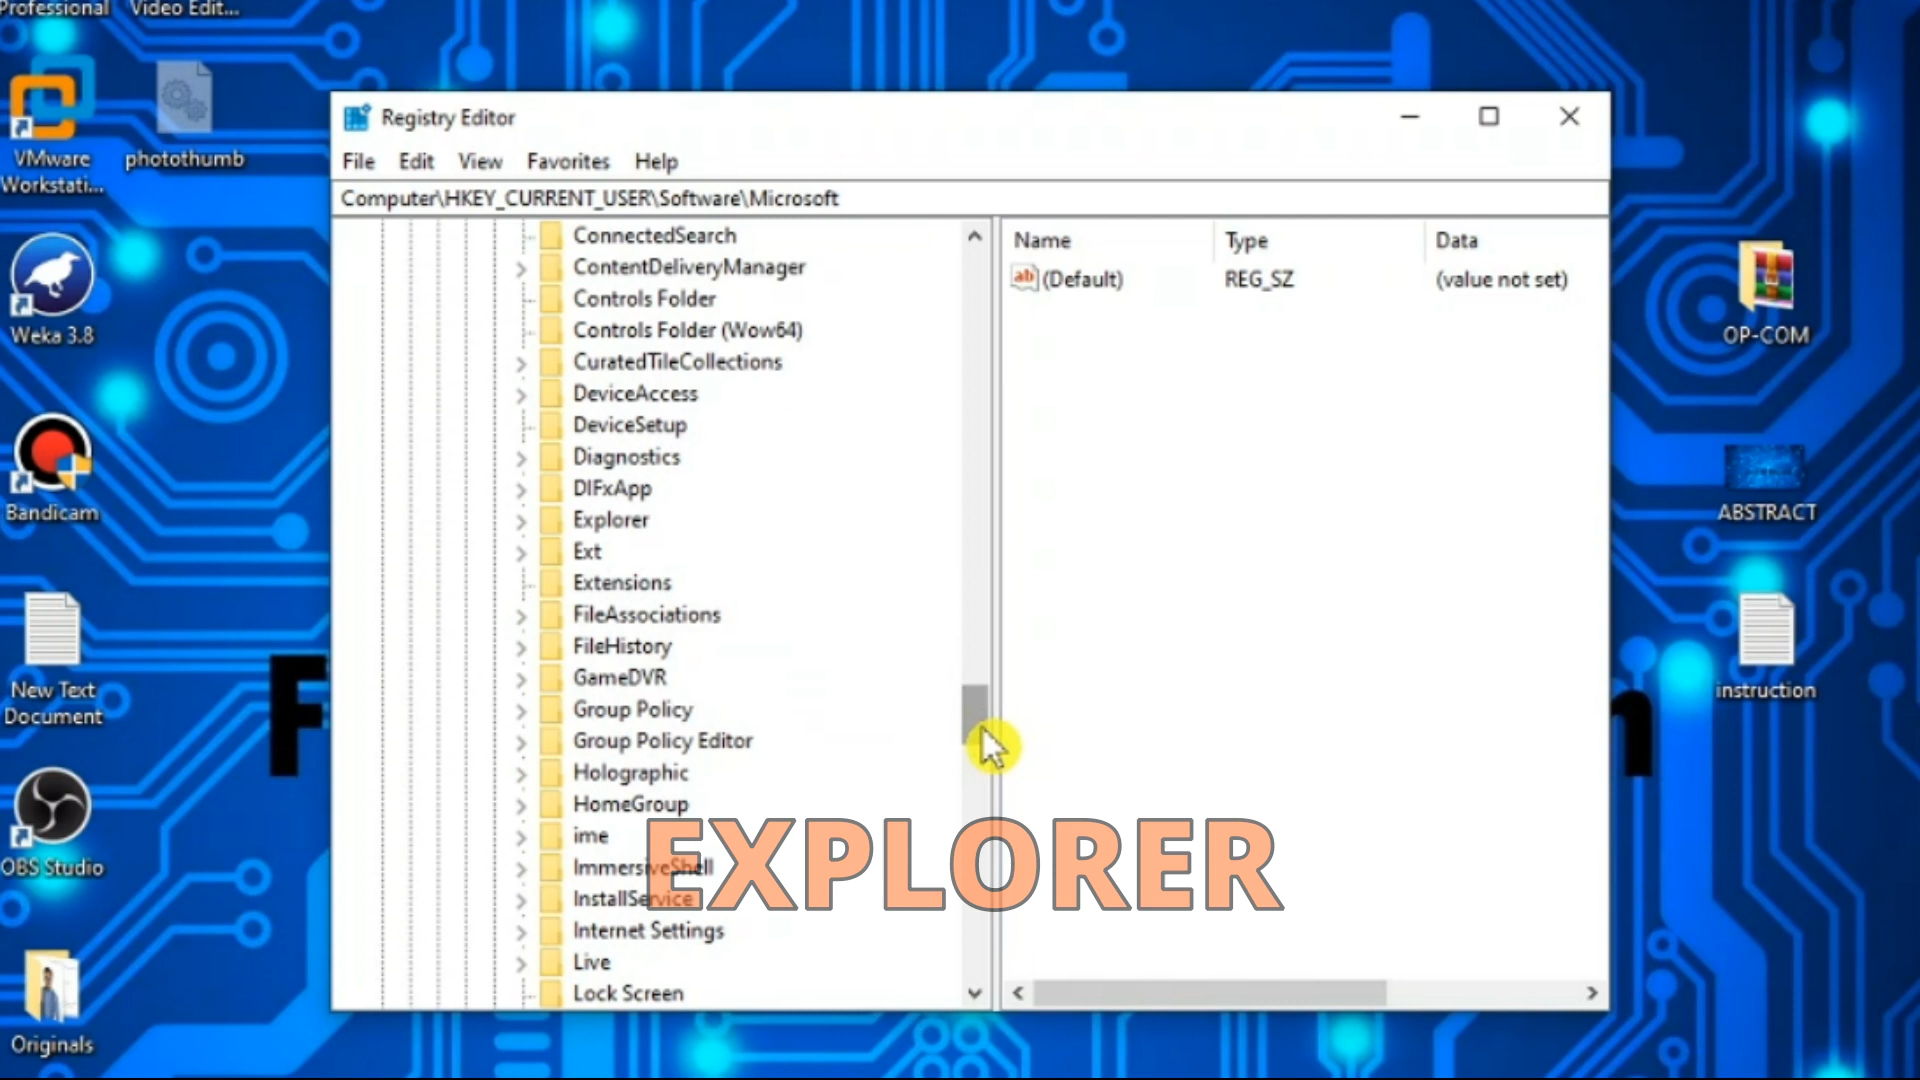 Professional
Video Edit...
VMware
Workstati...
photothumb
Weka 3.8
Bandicam
New Text
Document
OBS Studio
Originals
Registry Editor
File Edit View Favorites Help
Computer\HKEY_CURRENT_USER\Software\Microsoft
ConnectedSearch
ContentDeliveryManager
Controls Folder
Controls Folder (Wow64)
CuratedTileCollections
DeviceAccess
DeviceSetup
Diagnostics
DIFxApp
Explorer
Ext
Extensions
FileAssociations
FileHistory
GameDVR
Group Policy
Group Policy Editor
Holographic
HomeGroup
ime
ImmersiveShell
InstallService
Internet Settings
Live
Lock Screen
Name Type Data
ab (Default) REG_SZ (value not set)
EXPLORER
OP-COM
ABSTRACT
instruction
F
n